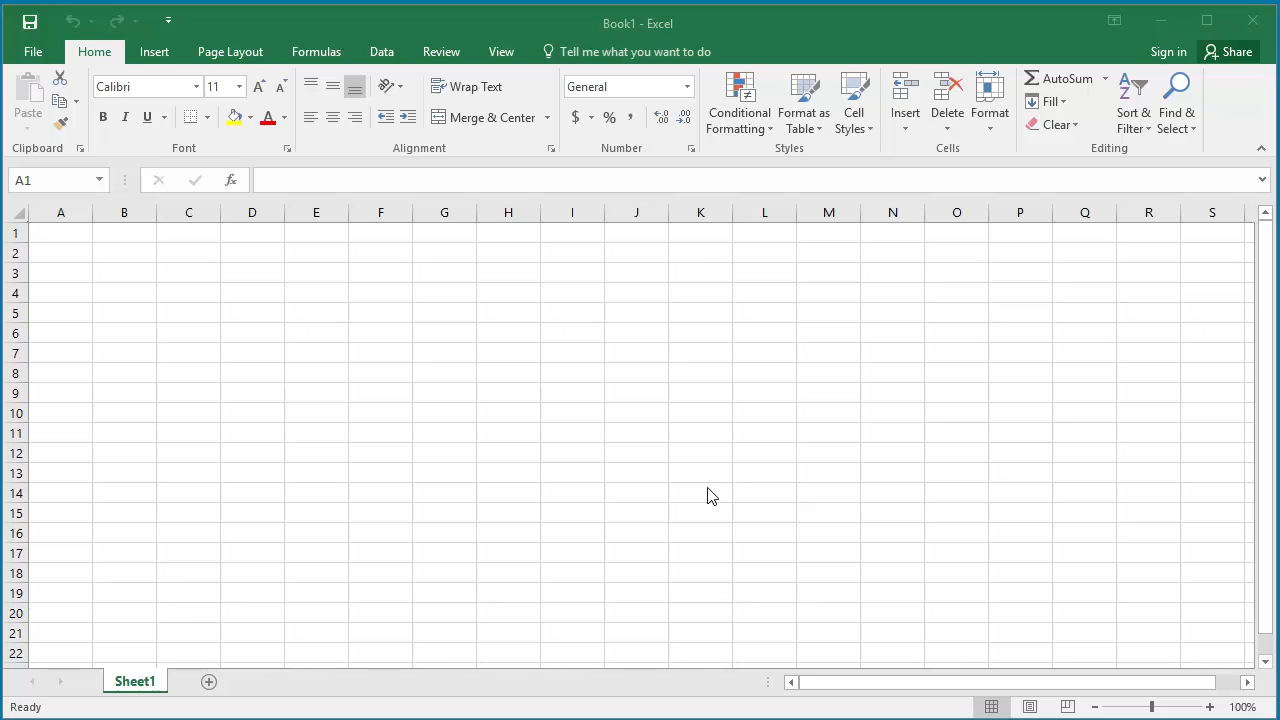 Book1 - Excel
File Home Insert Page Layout Formulas Data Review View Tell me what you want to do Sign in Share
Paste
Calibri 11
B I U A
Wrap Text
Merge & Center
General
$ % ,
Conditional Formatting
Format as Table
Cell Styles
Insert Delete Format
AutoSum
Fill
Clear
Sort & Filter
Find & Select
Clipboard Font Alignment Number Styles Cells Editing
A1 fx
A B C D E F G H I J K L M N O P Q R S
1
2
3
4
5
6
7
8
9
10
11
12
13
14
15
16
17
18
19
20
21
22
Sheet1
Ready 100%